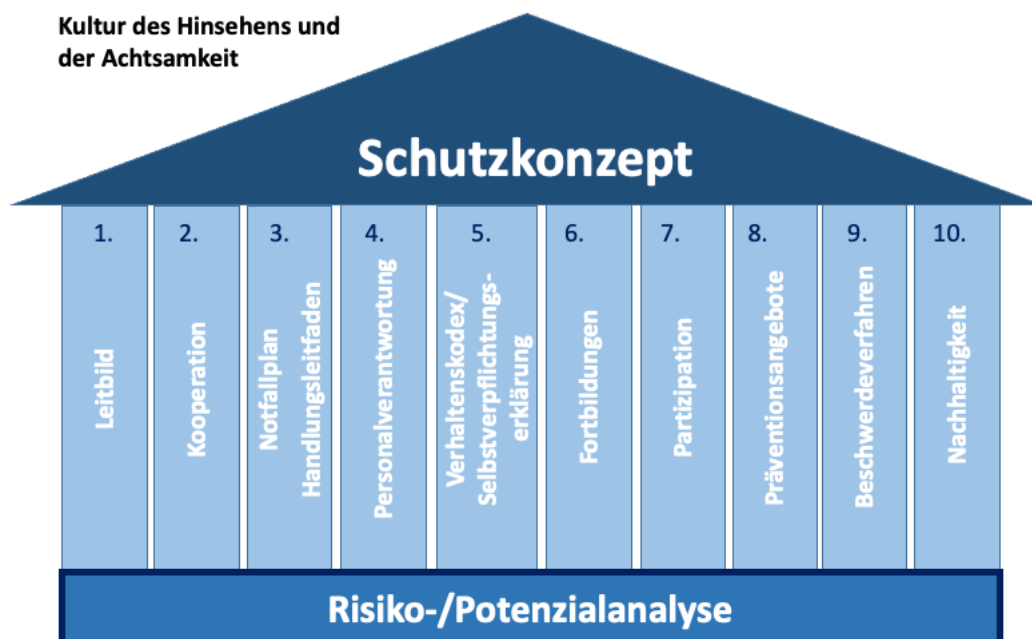 Kultur des Hinsehens und
der Achtsamkeit
Schutzkonzept
1.
Leitbild
2.
Kooperation
3.
Notfallplan
Handlungsleitfaden
4.
Personalverantwortung
5.
Verhaltenskodex/
Selbstverpflichtungs-
erklärung
6.
Fortbildungen
7.
Partizipation
8.
Präventionsangebote
9.
Beschwerdeverfahren
10.
Nachhaltigkeit
Risiko-/Potenzialanalyse